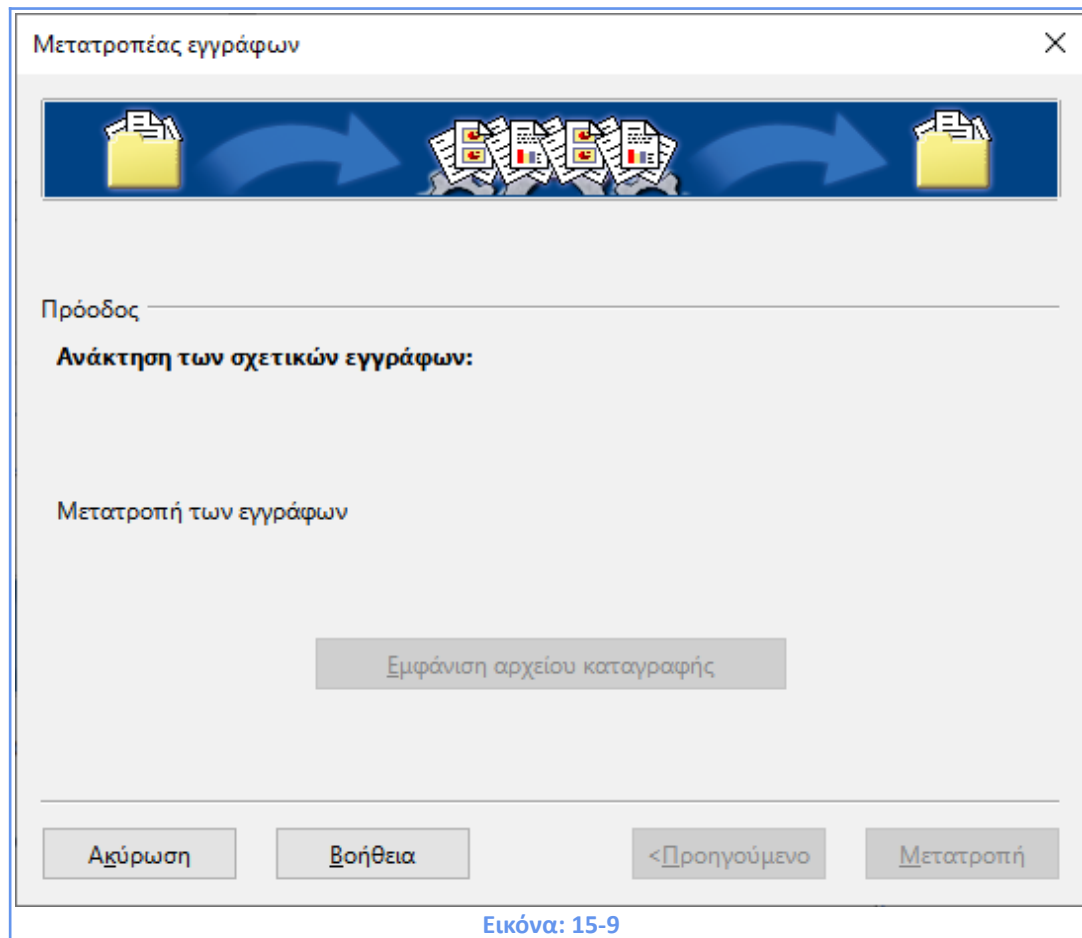 Μετατροπέας εγγράφων
Πρόοδος
Ανάκτηση των σχετικών εγγράφων:
Μετατροπή των εγγράφων
Εμφάνιση αρχείου καταγραφής
Ακύρωση Βοήθεια <Προηγούμενο Μετατροπή
Εικόνα: 15-9